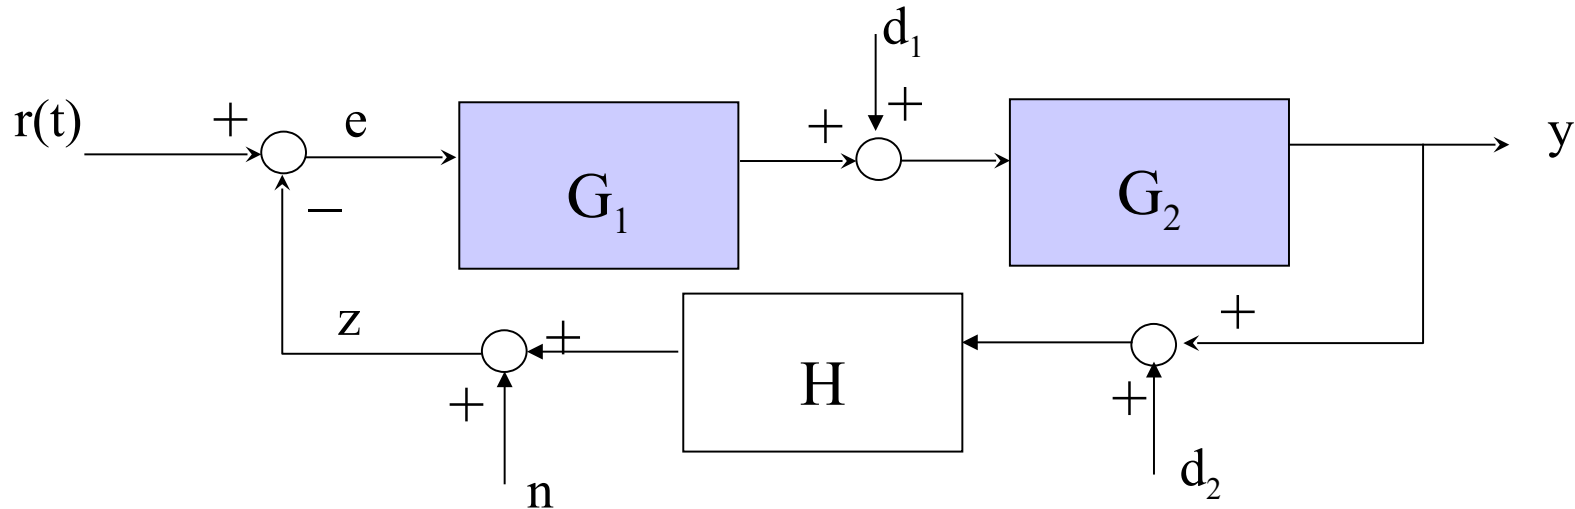 d₁
r(t) + e + + y
G₁ G₂
−
z + +
H
+ +
n d₂